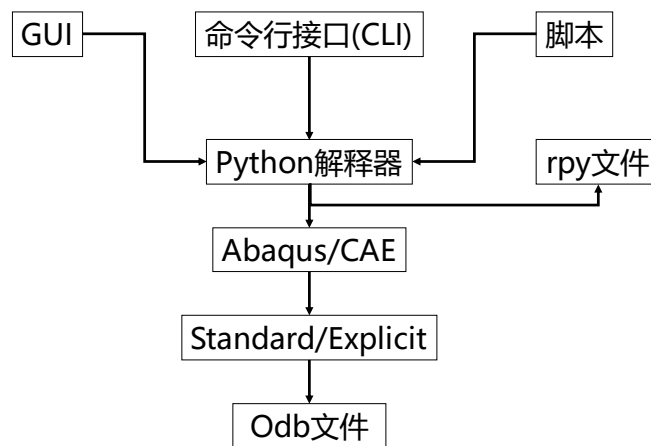 GUI
命令行接口(CLI)
脚本
Python解释器
rpy文件
Abaqus/CAE
Standard/Explicit
Odb文件